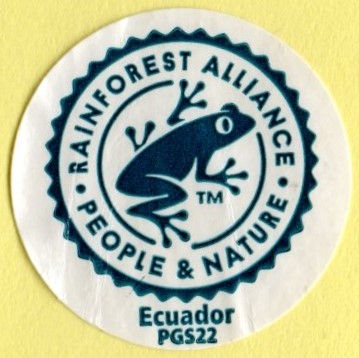 • RAINFOREST ALLIANCE •
PEOPLE & NATURE
TM
Ecuador
PGS22